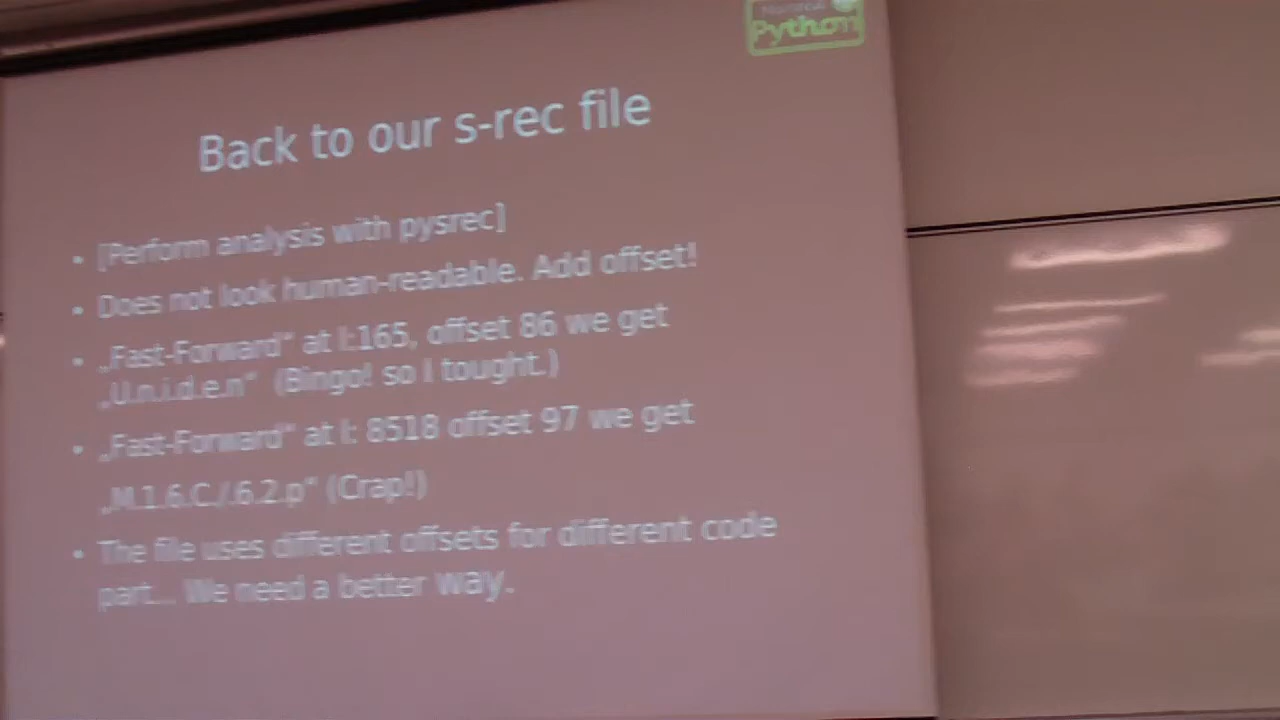 Montréal
Python
Back to our s-rec file
• [Perform analysis with pysrec]
• Does not look human-readable. Add offset!
• „Fast-Forward“ at l:165, offset 86 we get
„U.n.i.d.e.n“ (Bingo! so I tought.)
• „Fast-Forward“ at l: 8518 offset 97 we get
„M.1.6.C./.6.2.p“ (Crap!)
• The file uses different offsets for different code
part... We need a better way.